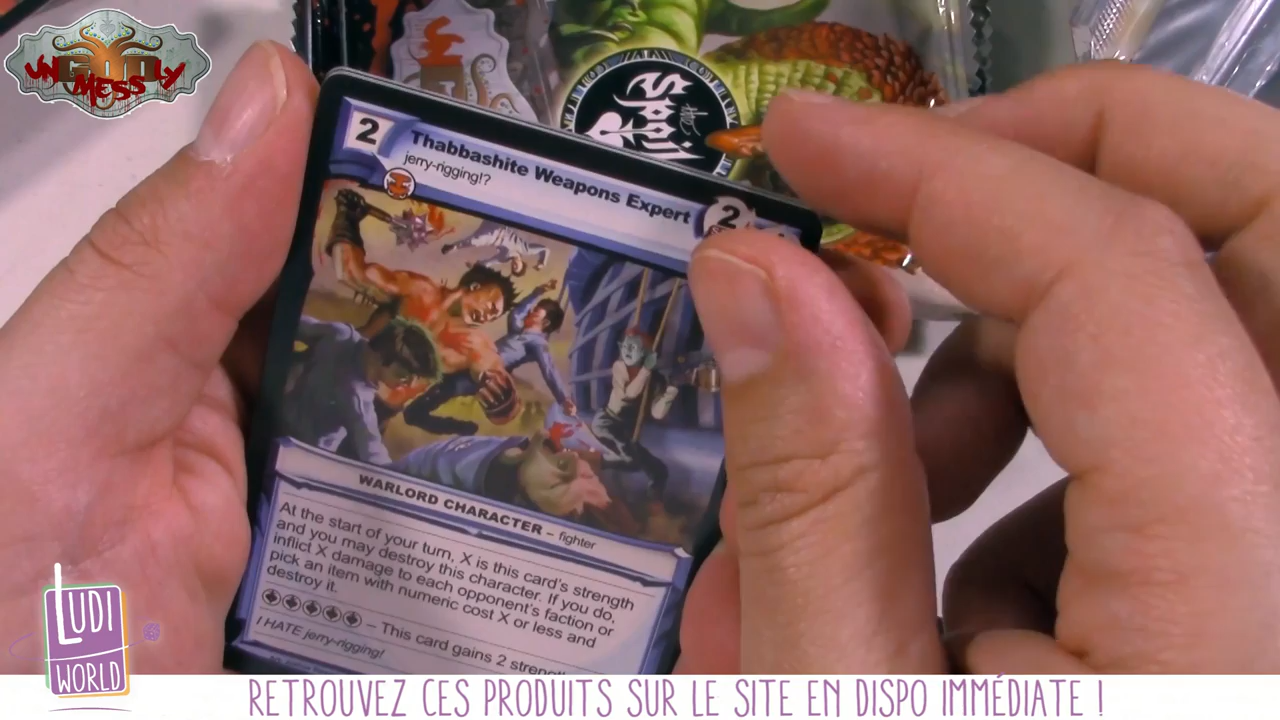 UNGODLY
MESS
Spoils
2
Thabbashite Weapons Expert
2
jerry-rigging!?
WARLORD CHARACTER – fighter
At the start of your turn, X is this card's strength
and you may destroy this character. If you do,
inflict X damage to each opponent's faction or
pick an item with numeric cost X or less and
destroy it.
– This card gains 2
I HATE jerry-rigging!
LUDI
WORLD
RETROUVEZ CES PRODUITS SUR LE SITE EN DISPO IMMÉDIATE !